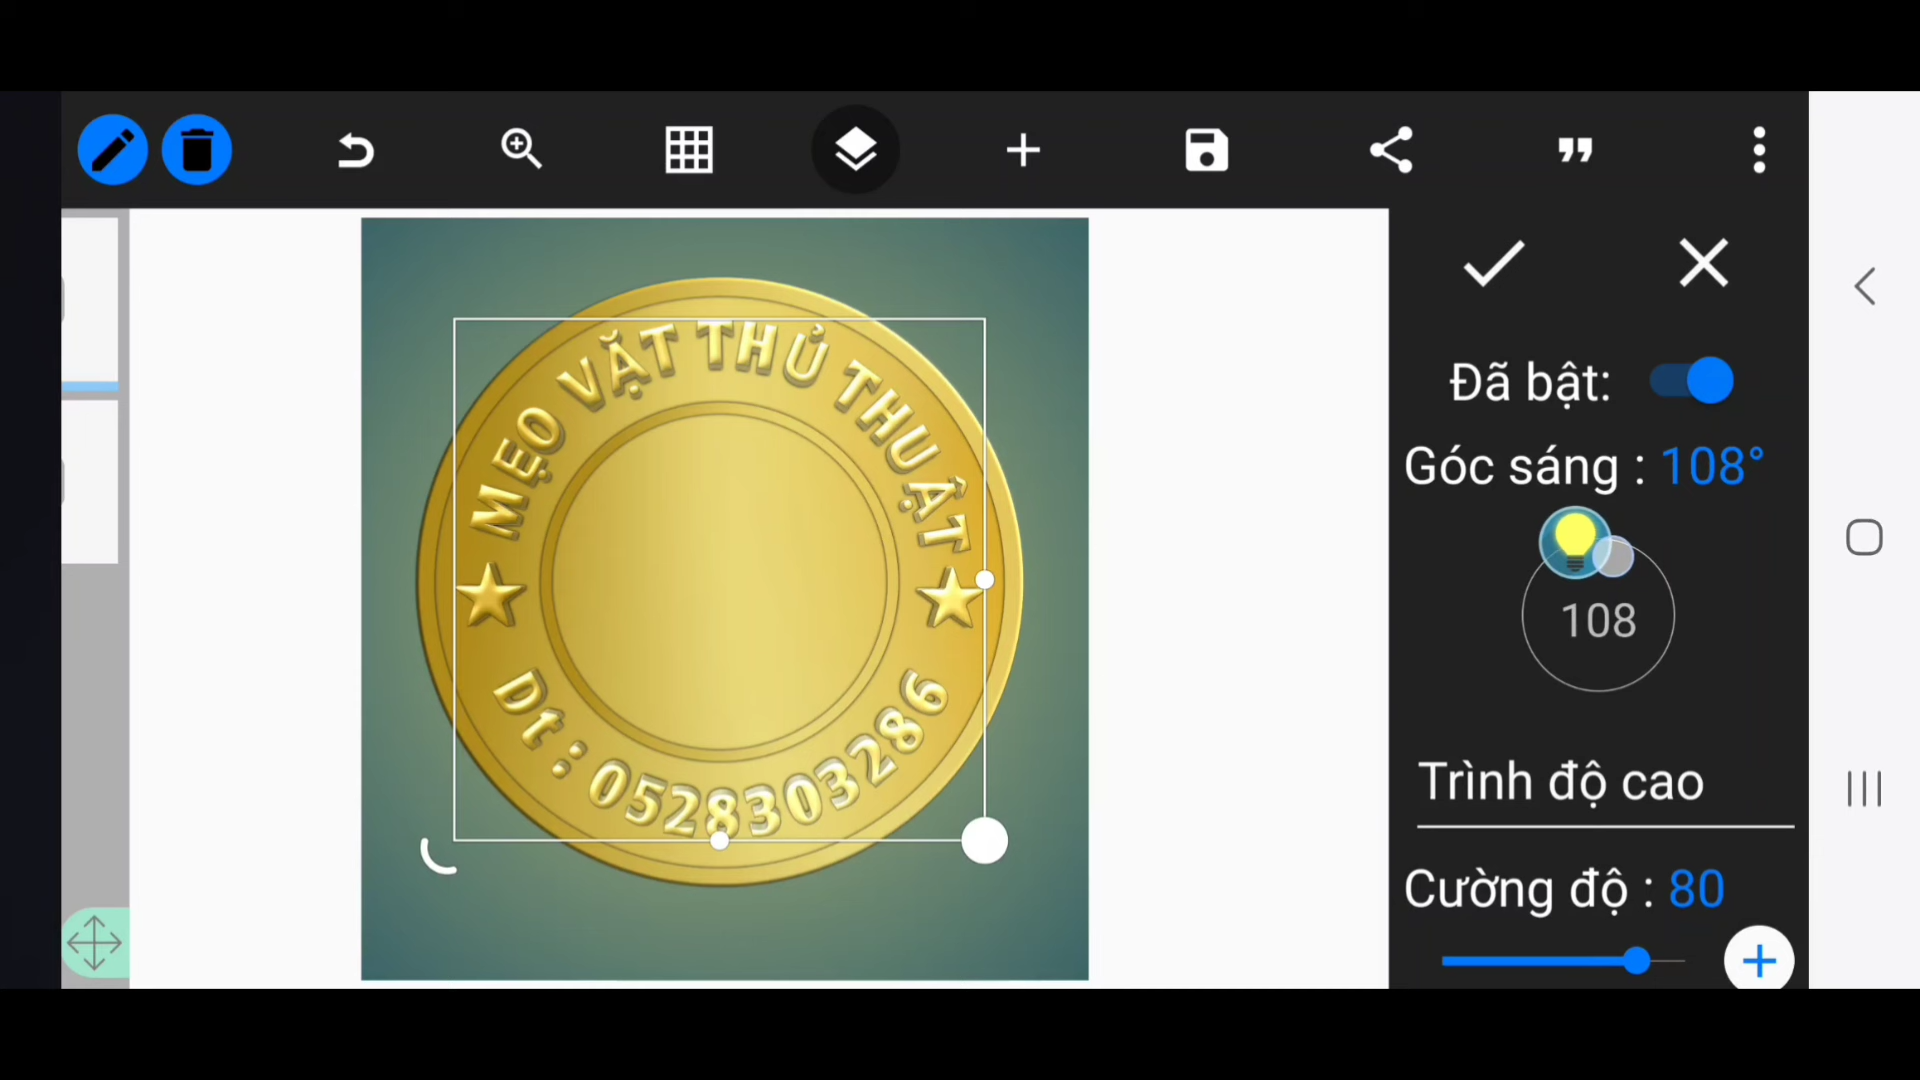 MẸO VẶT THỦ THUẬT
Dt : 0528303286
Đã bật:
Góc sáng : 108°
108
Trình độ cao
Cường độ : 80